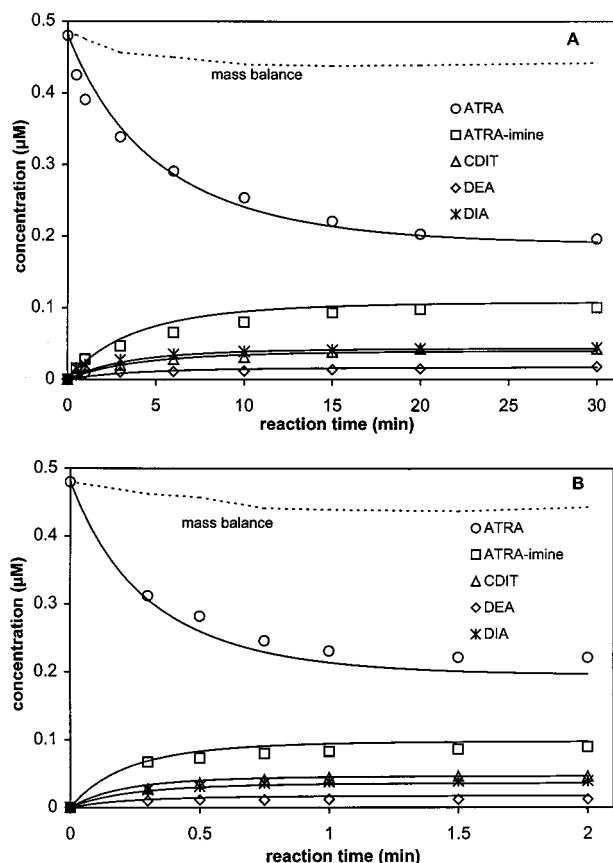 0.5
A
mass balance
0.4
ATRA
ATRA-imine
CDIT
0.3
DEA
DIA
0.2
0.1
0
0 5 10 15 20 25 30
concentration (µM)
reaction time (min)
0.5
B
mass balance
0.4
ATRA
ATRA-imine
CDIT
0.3
DEA
DIA
0.2
0.1
0
0 0.5 1 1.5 2
concentration (µM)
reaction time (min)